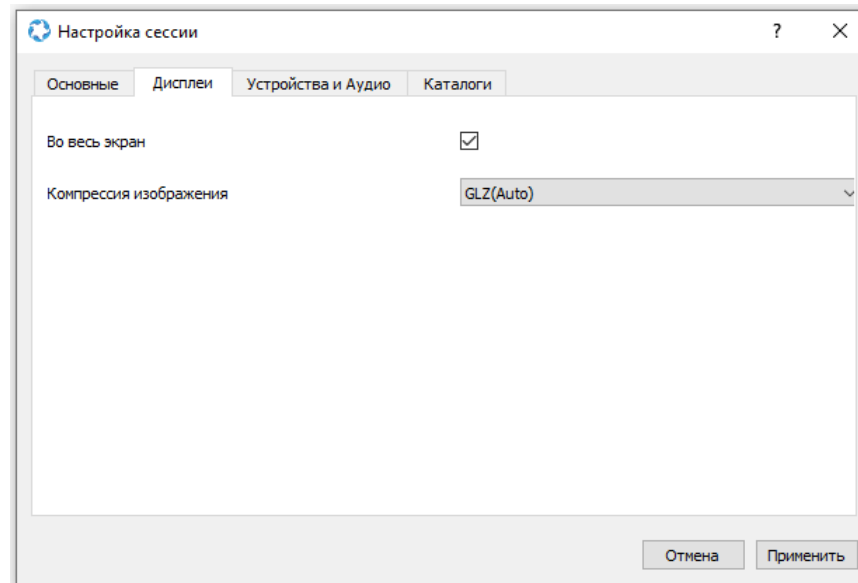 Настройка сессии ?
Основные Дисплеи Устройства и Аудио Каталоги
Во весь экран
Компрессия изображения GLZ(Auto)
Отмена Применить